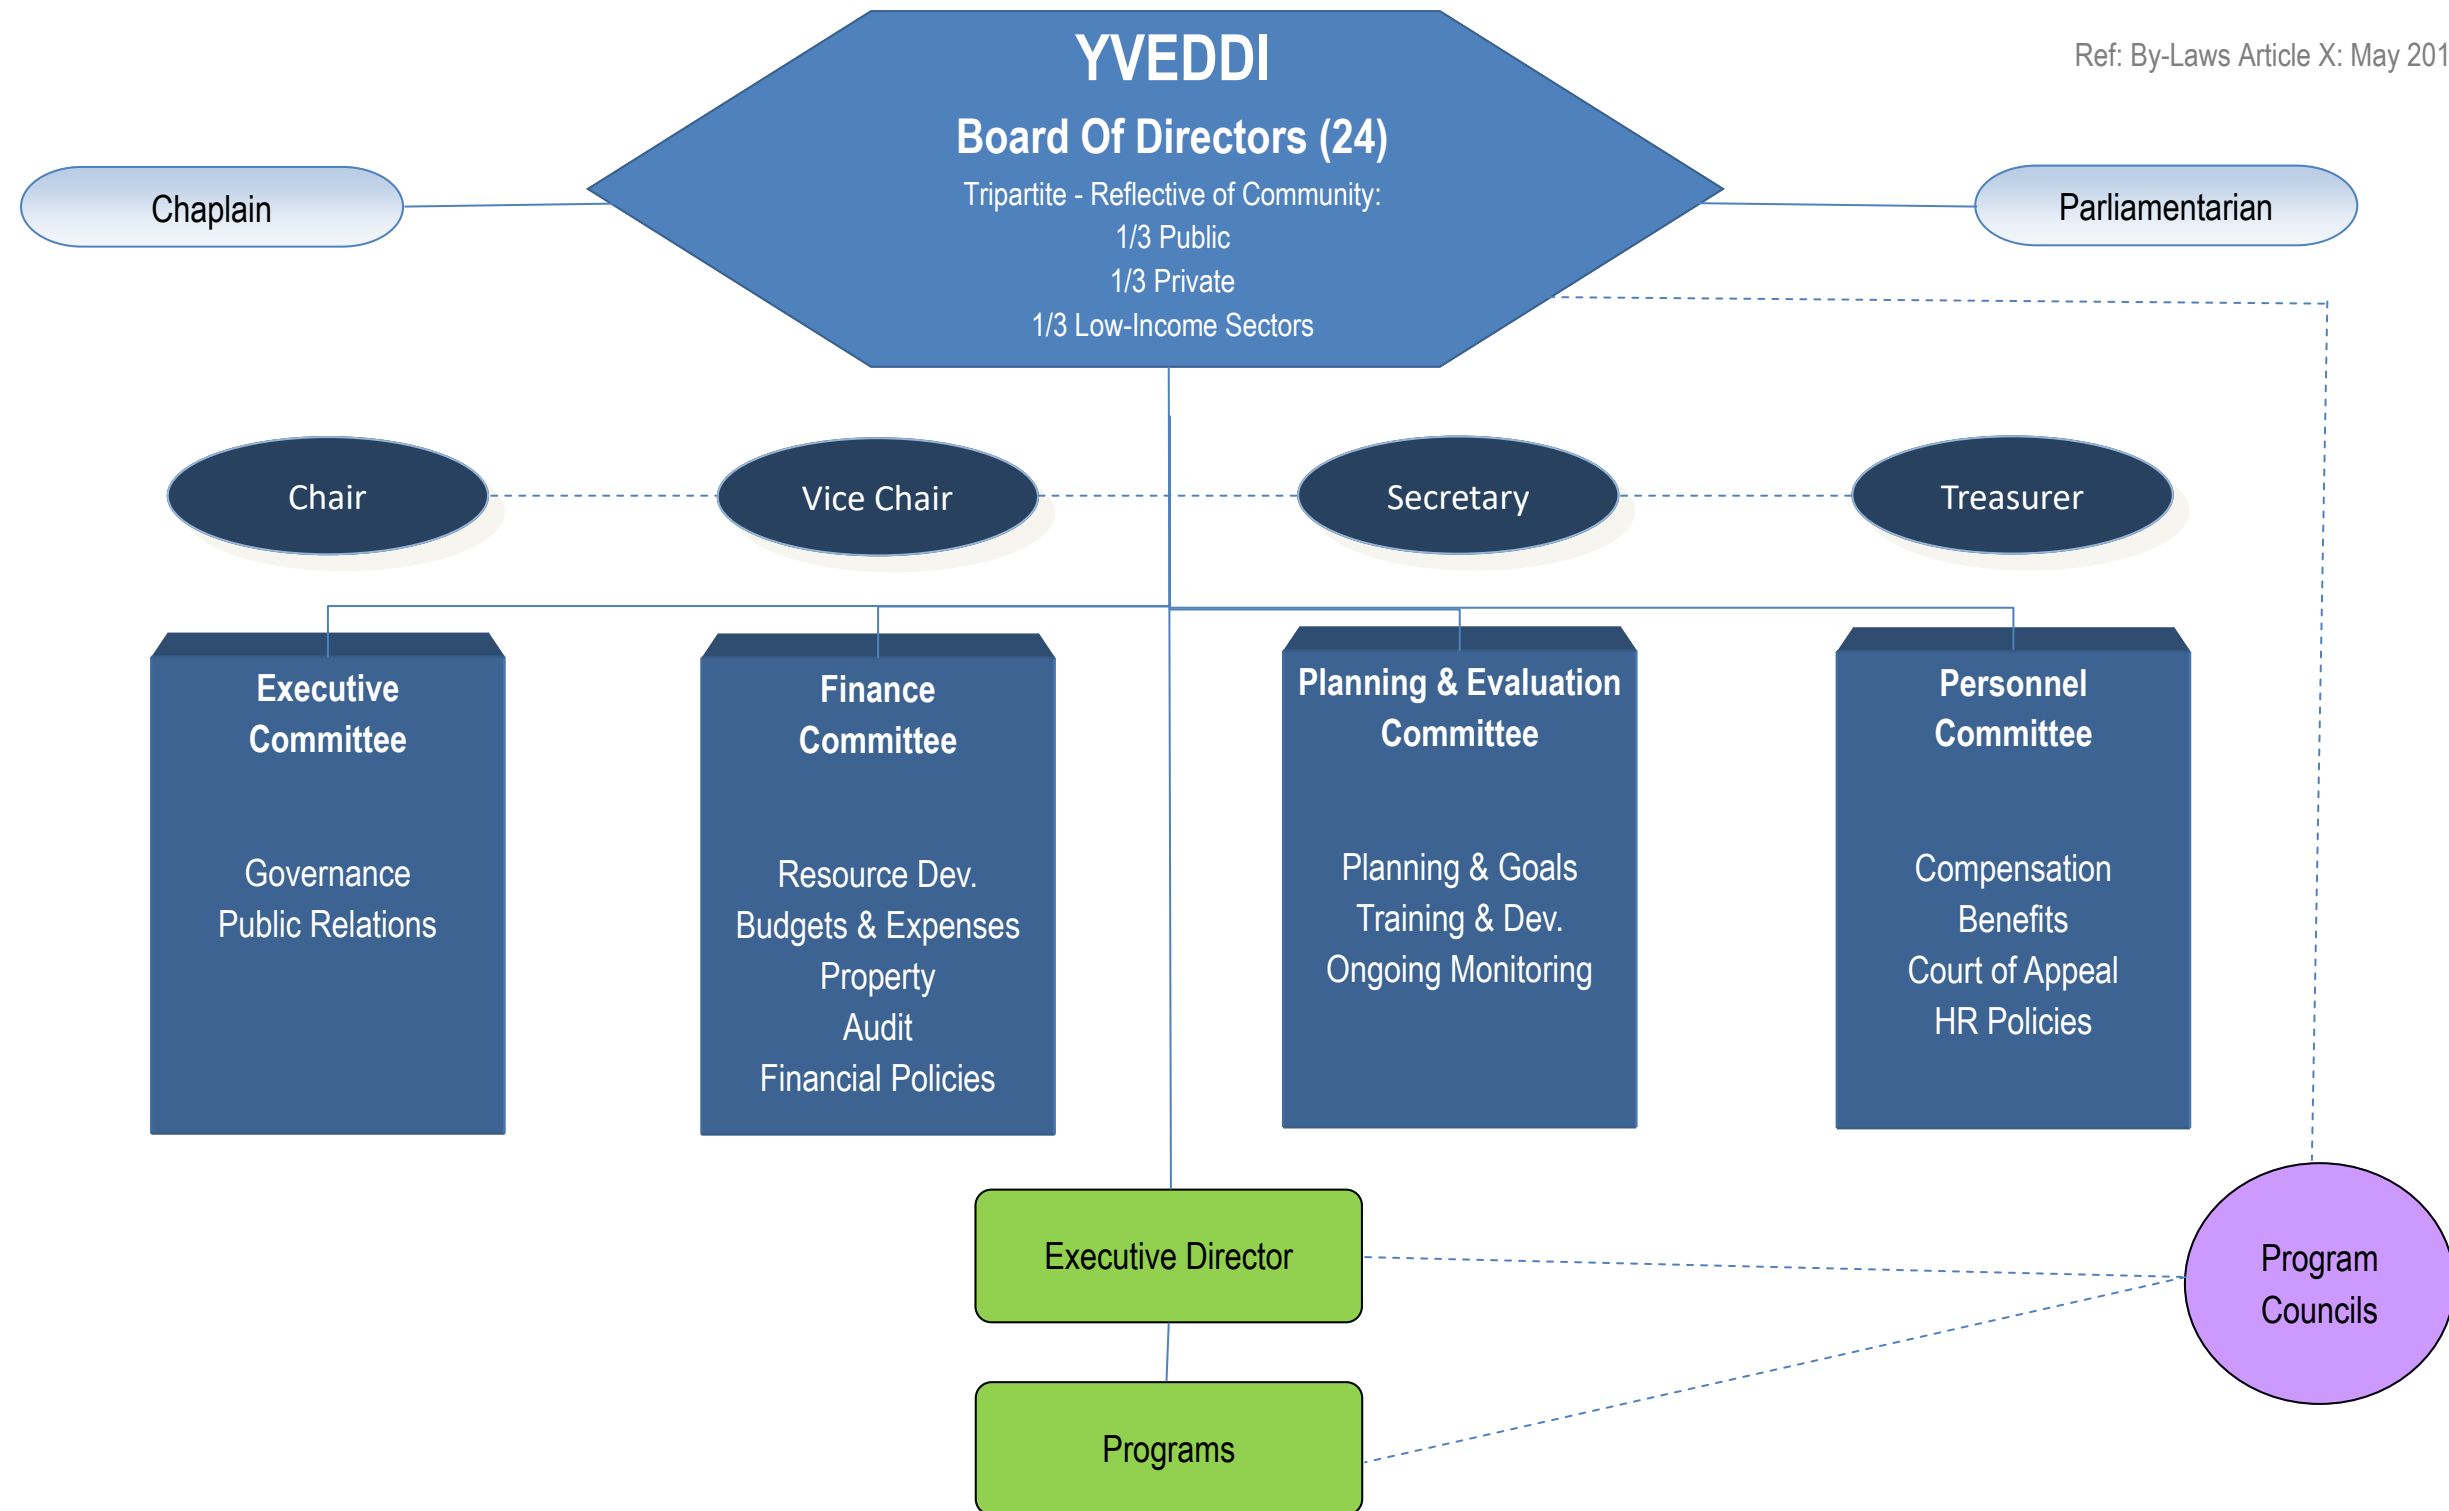 YVEDDI
Ref: By-Laws Article X: May 201
Board Of Directors (24)
Tripartite - Reflective of Community:
1/3 Public
1/3 Private
1/3 Low-Income Sectors
Chaplain
Parliamentarian
Chair
Vice Chair
Secretary
Treasurer
Executive
Committee
Governance
Public Relations
Finance
Committee
Resource Dev.
Budgets & Expenses
Property
Audit
Financial Policies
Planning & Evaluation
Committee
Planning & Goals
Training & Dev.
Ongoing Monitoring
Personnel
Committee
Compensation
Benefits
Court of Appeal
HR Policies
Executive Director
Program
Councils
Programs